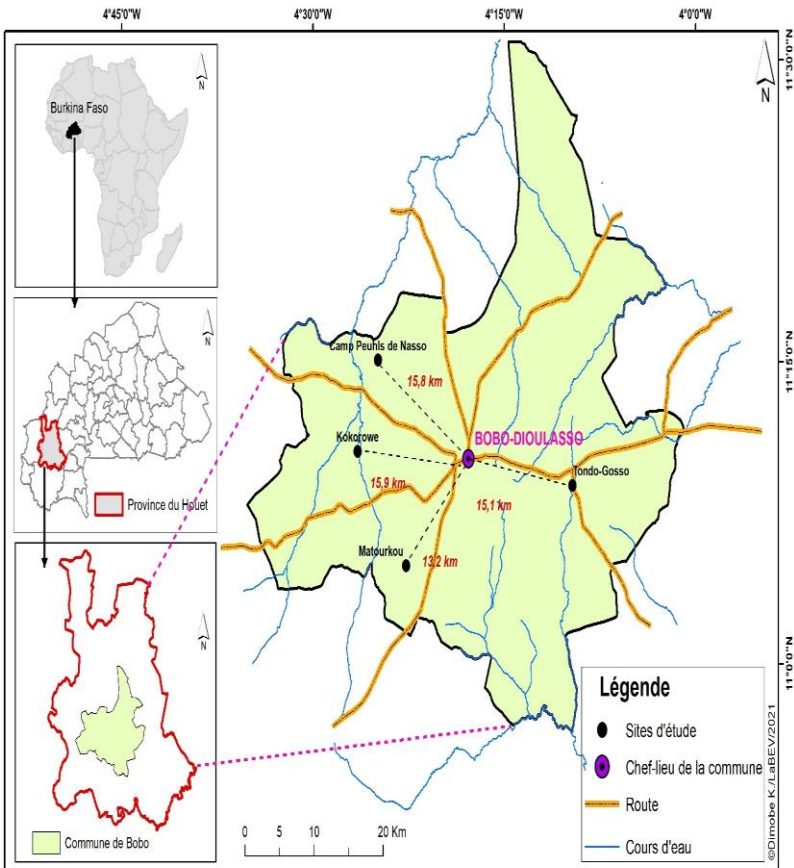 4°45'0"W
4°30'0"W
4°15'0"W
4°0'0"W
11°30'0"N
11°15'0"N
11°0'0"N
N
Burkina Faso
N
Province du Houet
N
Commune de Bobo
N
Camp Peuhls de Nasso
15,8 km
BOBO-DIOULASSO
Kokorowe
15,9 km
Tondo-Gosso
15,1 km
Matourkou
13,2 km
Légende
Sites d'étude
Chef-lieu de la commune
Route
Cours d'eau
0 5 10 20 Km
©Dimobe K./LaBEV/2021